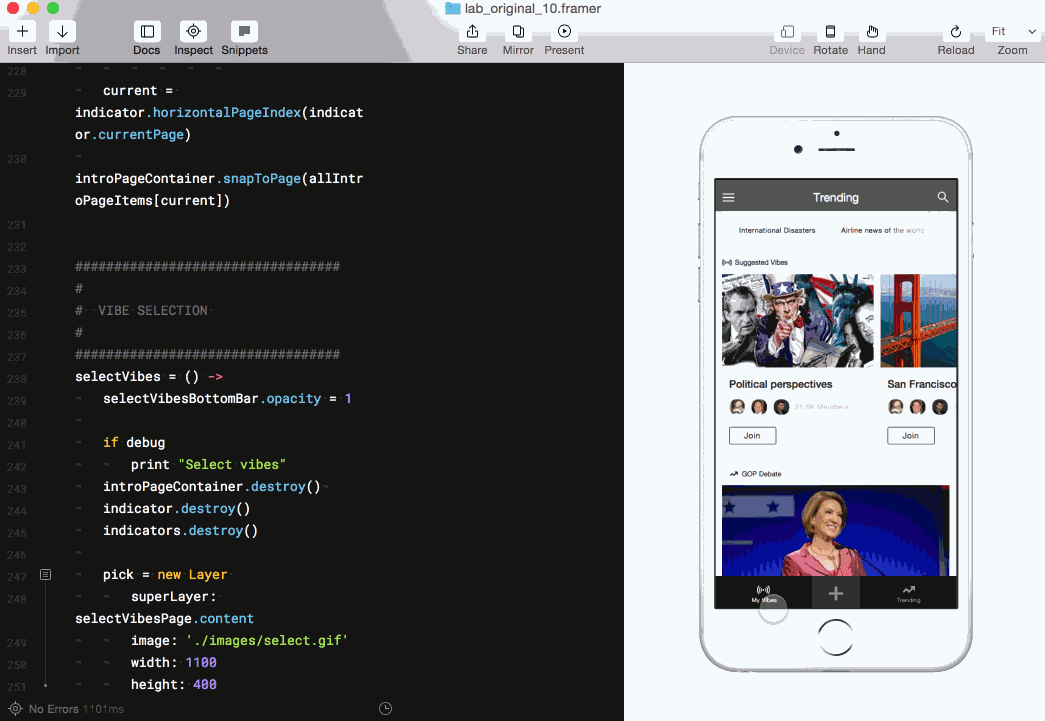 lab_original_10.framer
Insert Import Docs Inspect Snippets Share Mirror Present Device Rotate Hand Reload Fit Zoom
228
229 current =
indicator.horizontalPageIndex(indicat
or.currentPage)
230
introPageContainer.snapToPage(allIntr
oPageItems[current])
231
232
233 ##################################
234 #
235 # VIBE SELECTION
236 #
237 ##################################
238 selectVibes = () ->
239 selectVibesBottomBar.opacity = 1
240
241 if debug
242 print "Select vibes"
243 introPageContainer.destroy()
244 indicator.destroy()
245 indicators.destroy()
246
247 pick = new Layer
248 superLayer:
selectVibesPage.content
249 image: './images/select.gif'
250 width: 1100
251 height: 400
No Errors 1101ms
Trending
International Disasters Airline news of the world
Suggested Vibes
Political perspectives San Francisco
21.5K Members
Join Join
GOP Debate
My Vibes + Trending